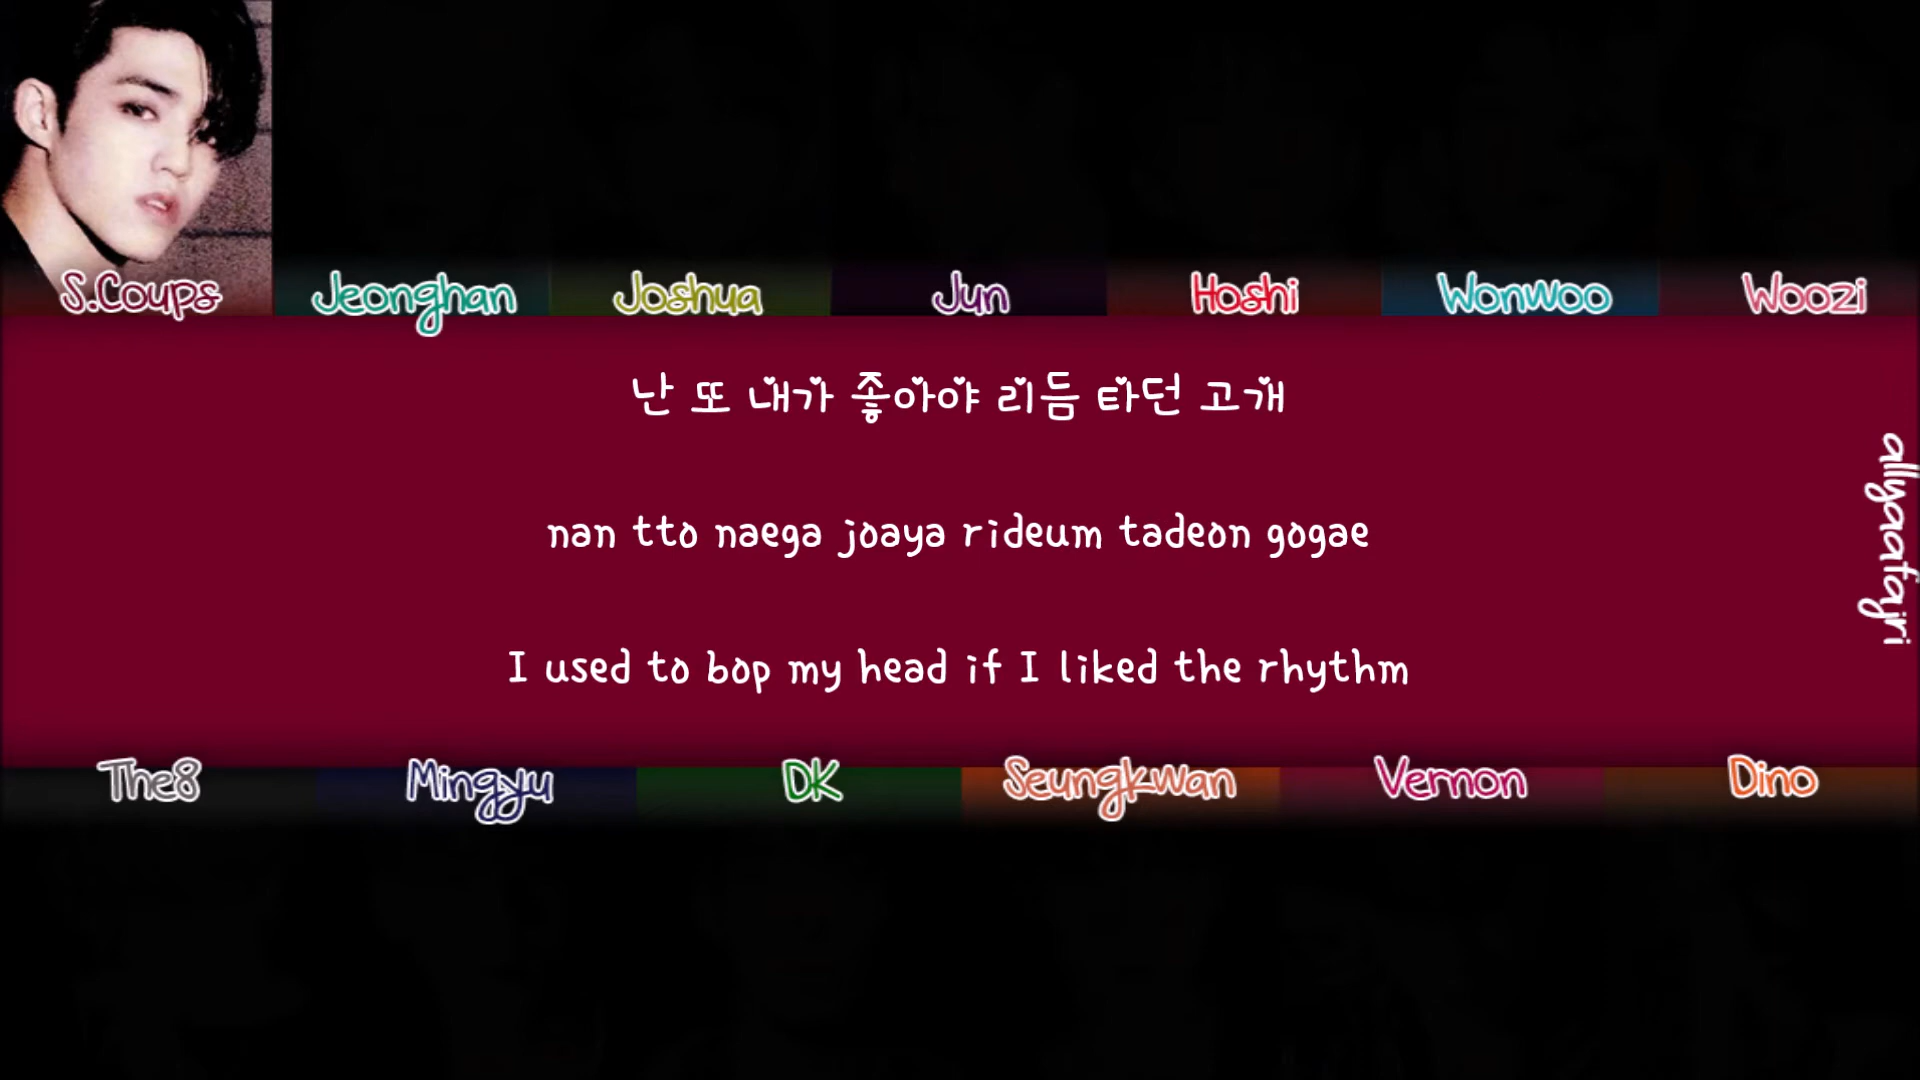 S.Coups Jeonghan Joshua Jun Hoshi Wonwoo Woozi
난 또 내가 좋아야 리듬 타던 고개
nan tto naega joaya rideum tadeon gogae
I used to bop my head if I liked the rhythm
allyaafajri
The8 Mingyu DK Seungkwan Vernon Dino